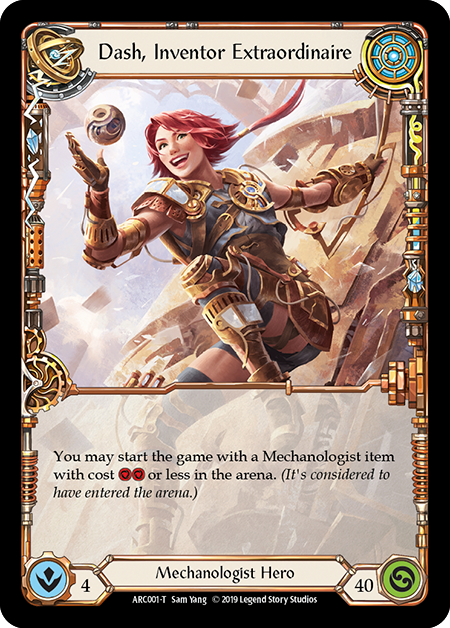 Dash, Inventor Extraordinaire
You may start the game with a Mechanologist item
with cost or less in the arena. (It's considered to
have entered the arena.)
4
Mechanologist Hero
40
ARC001-T Sam Yang © 2019 Legend Story Studios